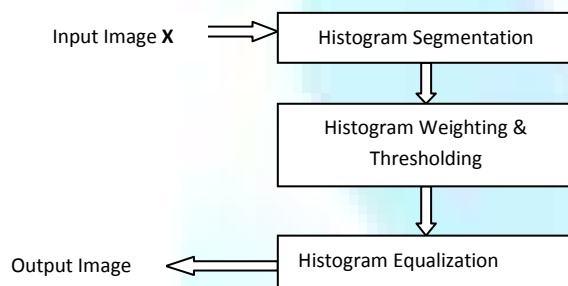 Input Image X
Histogram Segmentation
Histogram Weighting &
Thresholding
Histogram Equalization
Output Image